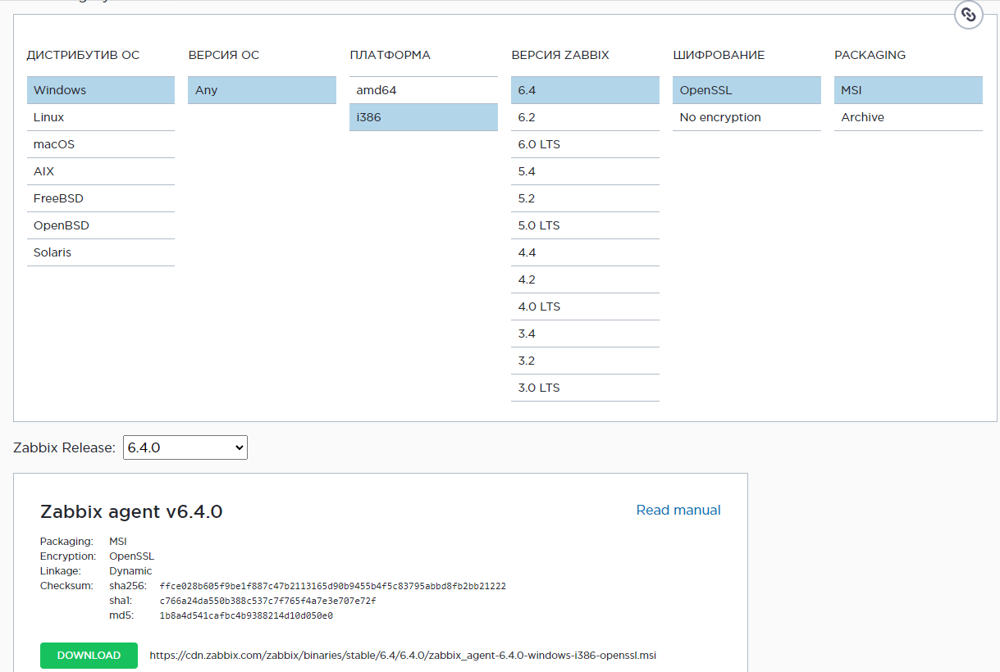 ДИСТРИБУТИВ ОС ВЕРСИЯ ОС ПЛАТФОРМА ВЕРСИЯ ZABBIX ШИФРОВАНИЕ PACKAGING
Windows Any amd64 6.4 OpenSSL MSI
Linux i386 6.2 No encryption Archive
macOS 6.0 LTS
AIX 5.4
FreeBSD 5.2
OpenBSD 5.0 LTS
Solaris 4.4
4.2
4.0 LTS
3.4
3.2
3.0 LTS
Zabbix Release: 6.4.0
Zabbix agent v6.4.0 Read manual
Packaging: MSI
Encryption: OpenSSL
Linkage: Dynamic
Checksum: sha256: ffce028b605f9be1f887c47b2113165d90b9455b4f5c83795abbd8fb2bb21222
sha1: c766a24da550b388c537c7f765f4a7e3e707e72f
md5: 1b8a4d541cafbc4b9388214d10d050e0
DOWNLOAD https://cdn.zabbix.com/zabbix/binaries/stable/6.4/6.4.0/zabbix_agent-6.4.0-windows-i386-openssl.msi